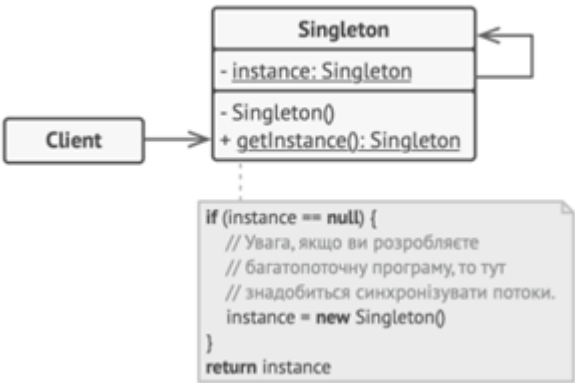 Singleton
- instance: Singleton
- Singleton()
+ getInstance(): Singleton
Client
if (instance == null) {
// Увага, якщо ви розробляєте
// багатопоточну програму, то тут
// знадобиться синхронізувати потоки.
instance = new Singleton()
}
return instance